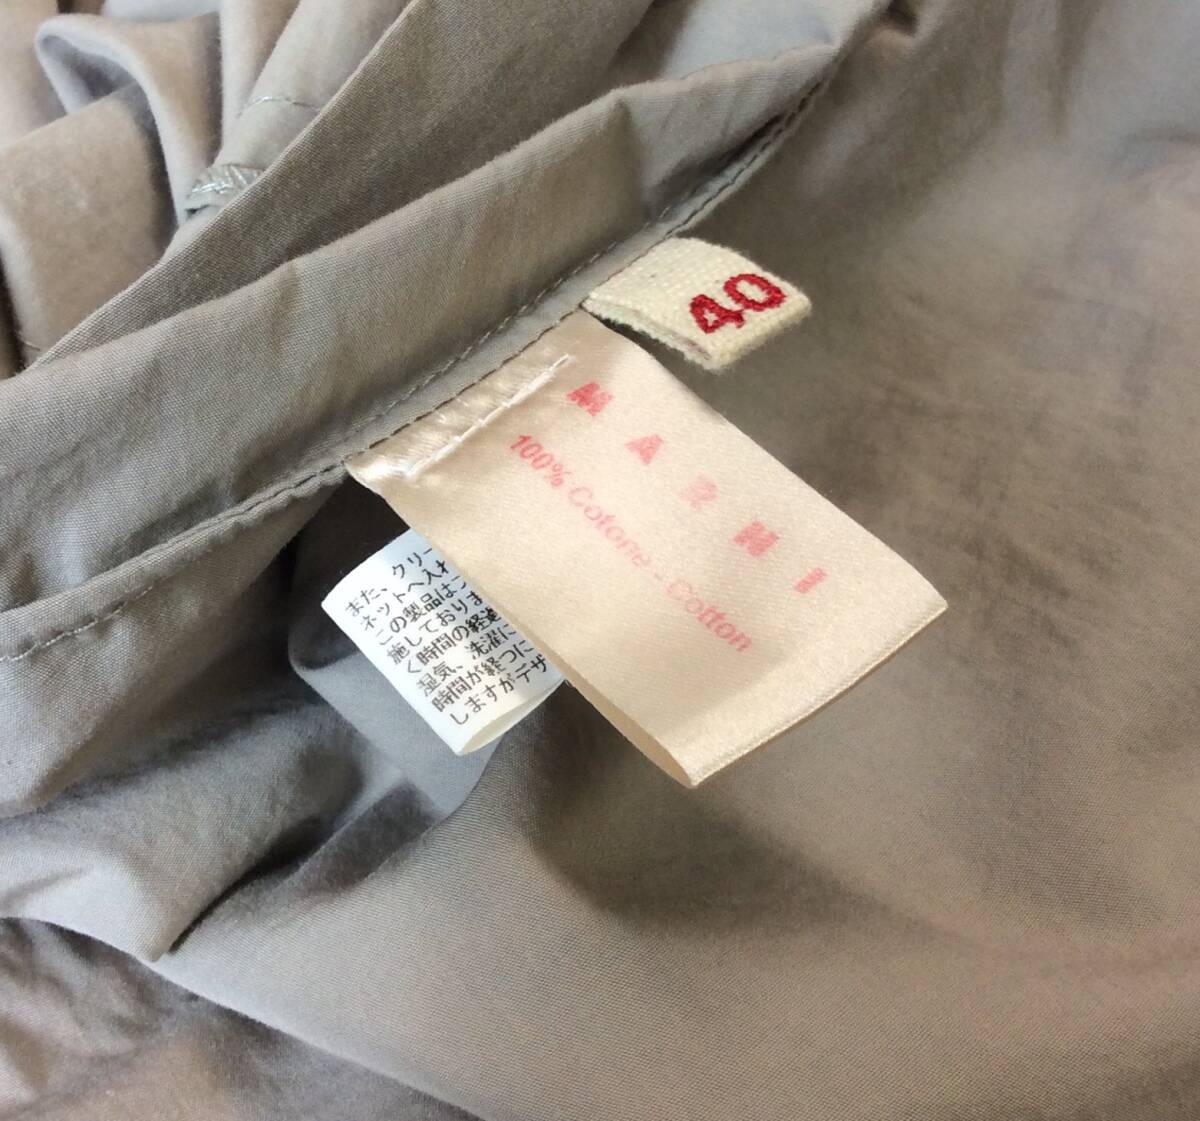 40
MARNI
100% Cotone - Cotton
また、クリー
ネットへ入れ
この製品は
施しておりま
く時間の経過
湿気、洗濯に
時間が経つに
しますがデザ